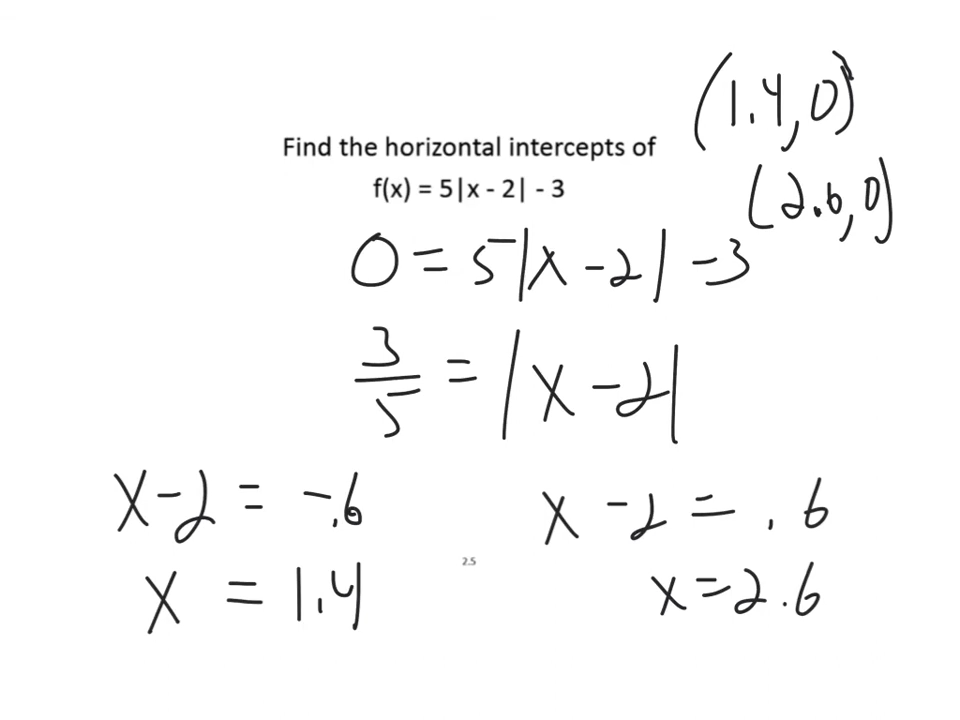 Find the horizontal intercepts of
f(x) = 5|x - 2| - 3
(1.4,0)
(2.6,0)
0 = 5|x - 2| - 3
3/5 = |x - 2|
x - 2 = -.6
x = 1.4
x - 2 = .6
x = 2.6
2.5